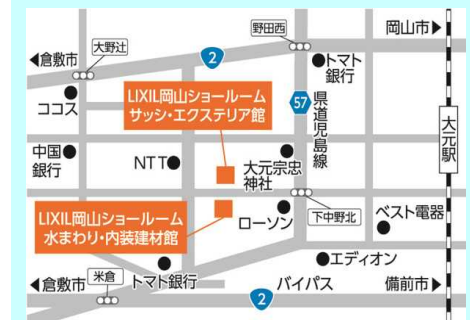 野田西
岡山市▶
大野辻
◀倉敷市
2
トマト
銀行
ココス
LIXIL岡山ショールーム
サッシ・エクステリア館
57
県道児島線
大元駅
中国
銀行
NTT
大元宗忠
神社
LIXIL岡山ショールーム
水まわり・内装建材館
ローソン
下中野北
ベスト電器
エディオン
◀倉敷市
米倉
トマト銀行
2
バイパス
備前市▶